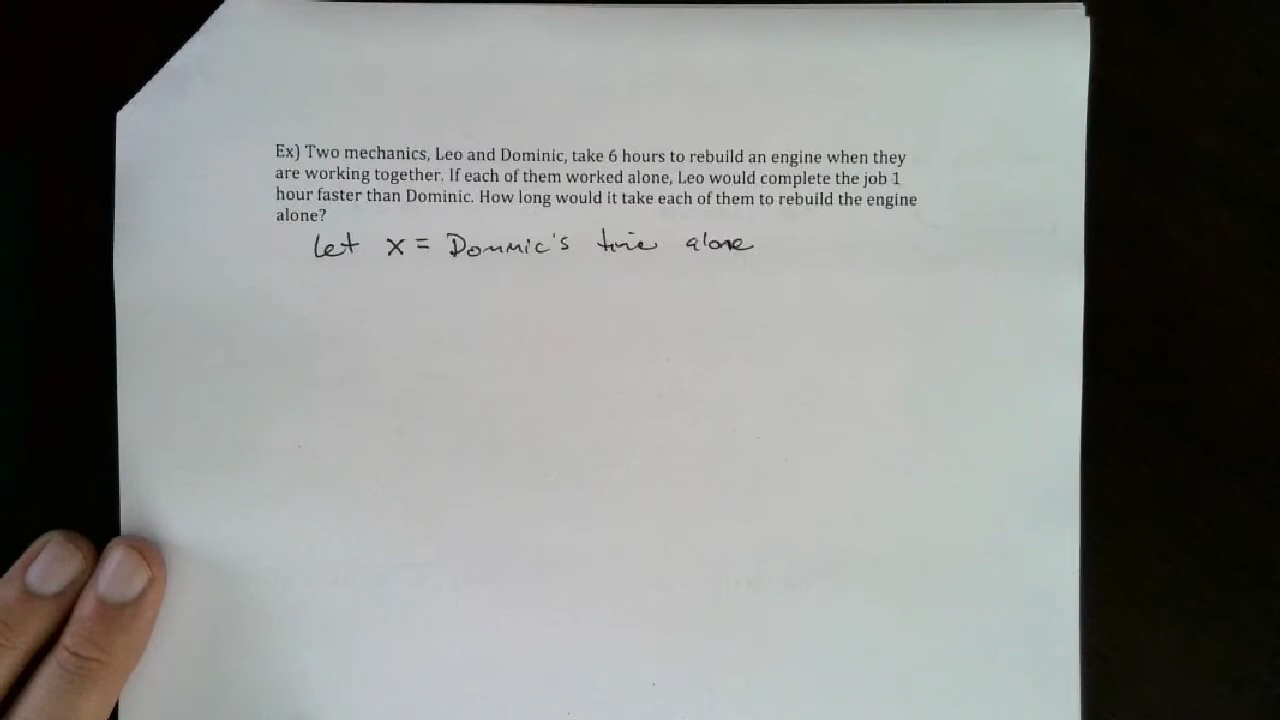 Ex) Two mechanics, Leo and Dominic, take 6 hours to rebuild an engine when they
are working together. If each of them worked alone, Leo would complete the job 1
hour faster than Dominic. How long would it take each of them to rebuild the engine
alone?
Let x = Dominic's time alone